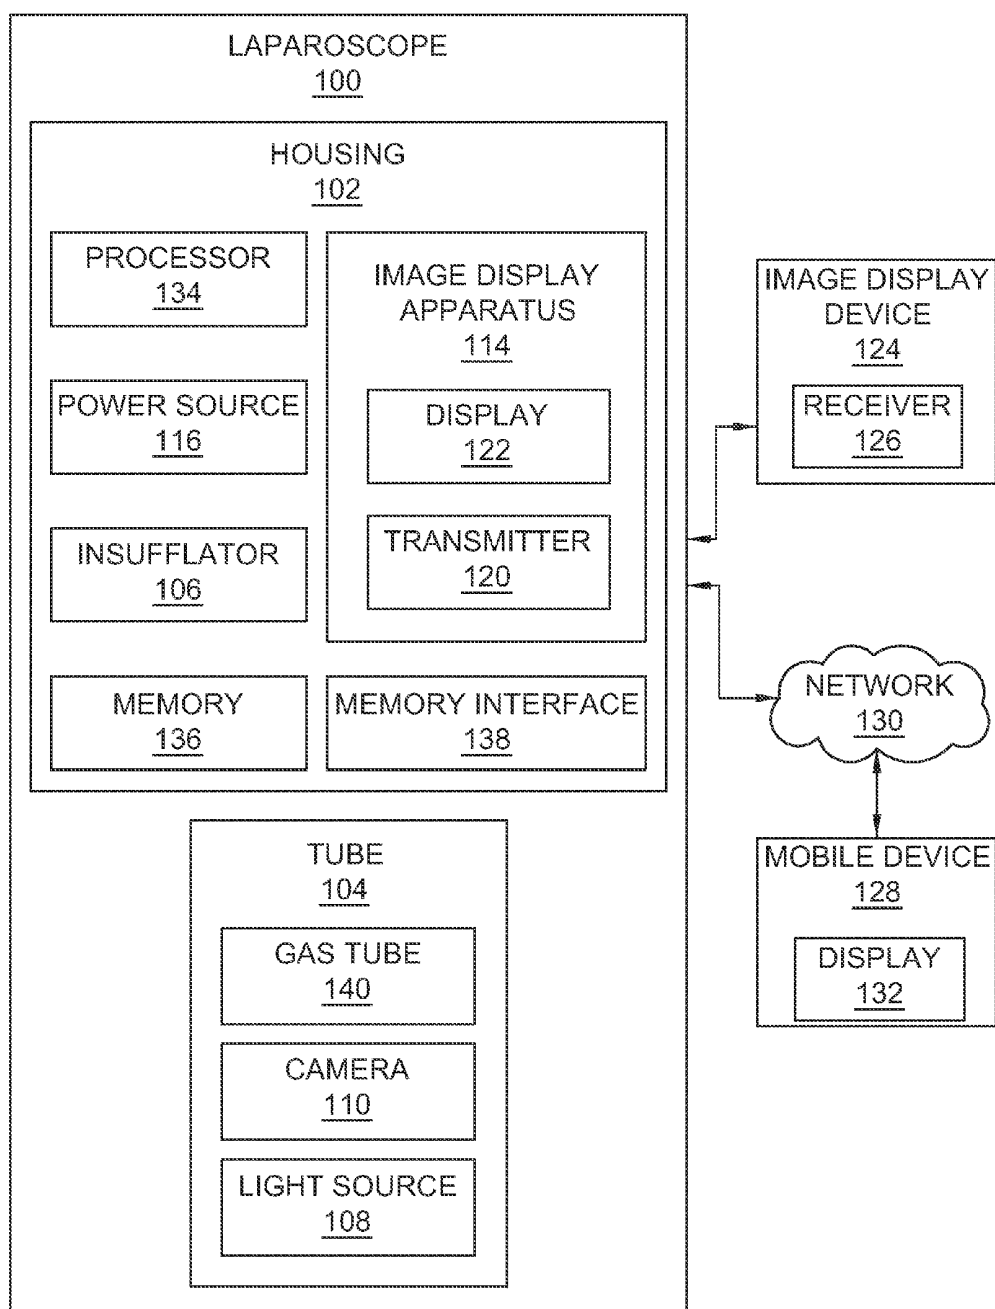 LAPAROSCOPE
100
HOUSING
102
PROCESSOR
134
POWER SOURCE
116
INSUFFLATOR
106
MEMORY
136
IMAGE DISPLAY
APPARATUS
114
DISPLAY
122
TRANSMITTER
120
MEMORY INTERFACE
138
TUBE
104
GAS TUBE
140
CAMERA
110
LIGHT SOURCE
108
IMAGE DISPLAY
DEVICE
124
RECEIVER
126
NETWORK
130
MOBILE DEVICE
128
DISPLAY
132